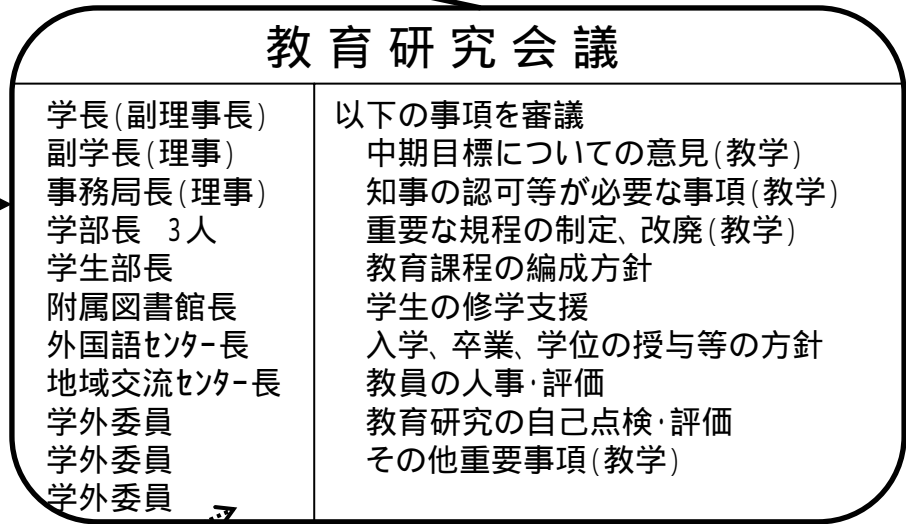 教育研究会議
学長(副理事長)
副学長(理事)
事務局長(理事)
学部長 3人
学生部長
附属図書館長
外国語ｾﾝﾀｰ長
地域交流ｾﾝﾀｰ長
学外委員
学外委員
学外委員
以下の事項を審議
中期目標についての意見(教学)
知事の認可等が必要な事項(教学)
重要な規程の制定、改廃(教学)
教育課程の編成方針
学生の修学支援
入学、卒業、学位の授与等の方針
教員の人事･評価
教育研究の自己点検･評価
その他重要事項(教学)